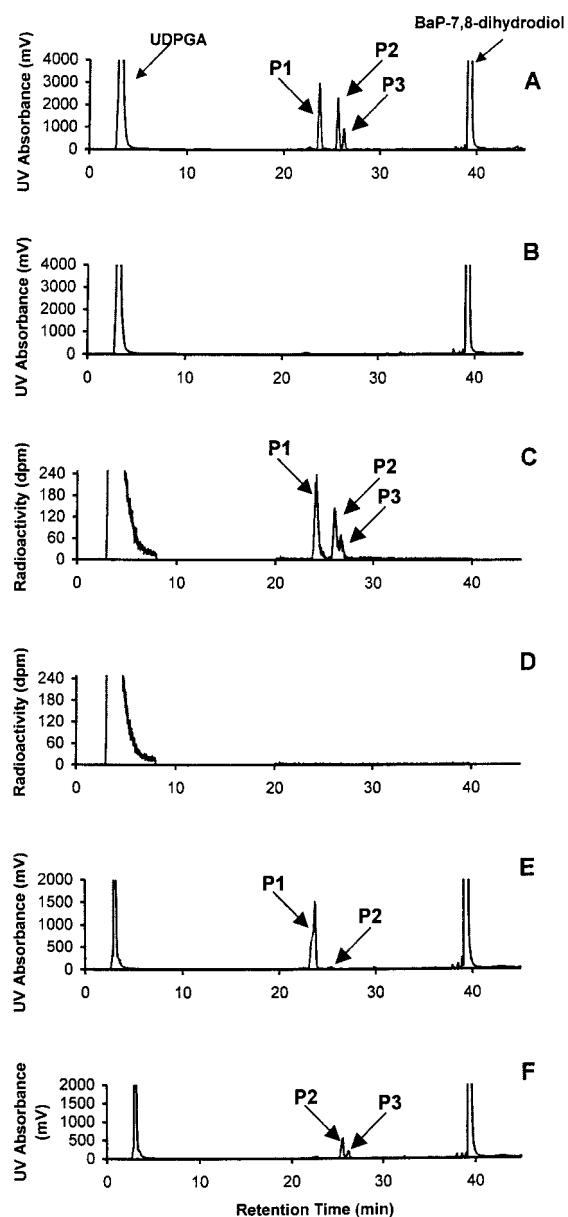 UDPGA
BaP-7,8-dihydrodiol
P1
P2
P3
A
UV Absorbance (mV)
4000
3000
2000
1000
0
0 10 20 30 40
B
UV Absorbance (mV)
4000
3000
2000
1000
0
0 10 20 30 40
C
P1
P2
P3
Radioactivity (dpm)
240
180
120
60
0
0 10 20 30 40
D
Radioactivity (dpm)
240
180
120
60
0
0 10 20 30 40
E
P1
P2
UV Absorbance (mV)
2000
1500
1000
500
0
0 10 20 30 40
F
P2
P3
UV Absorbance
(mV)
2000
1500
1000
500
0
0 10 20 30 40
Retention Time (min)